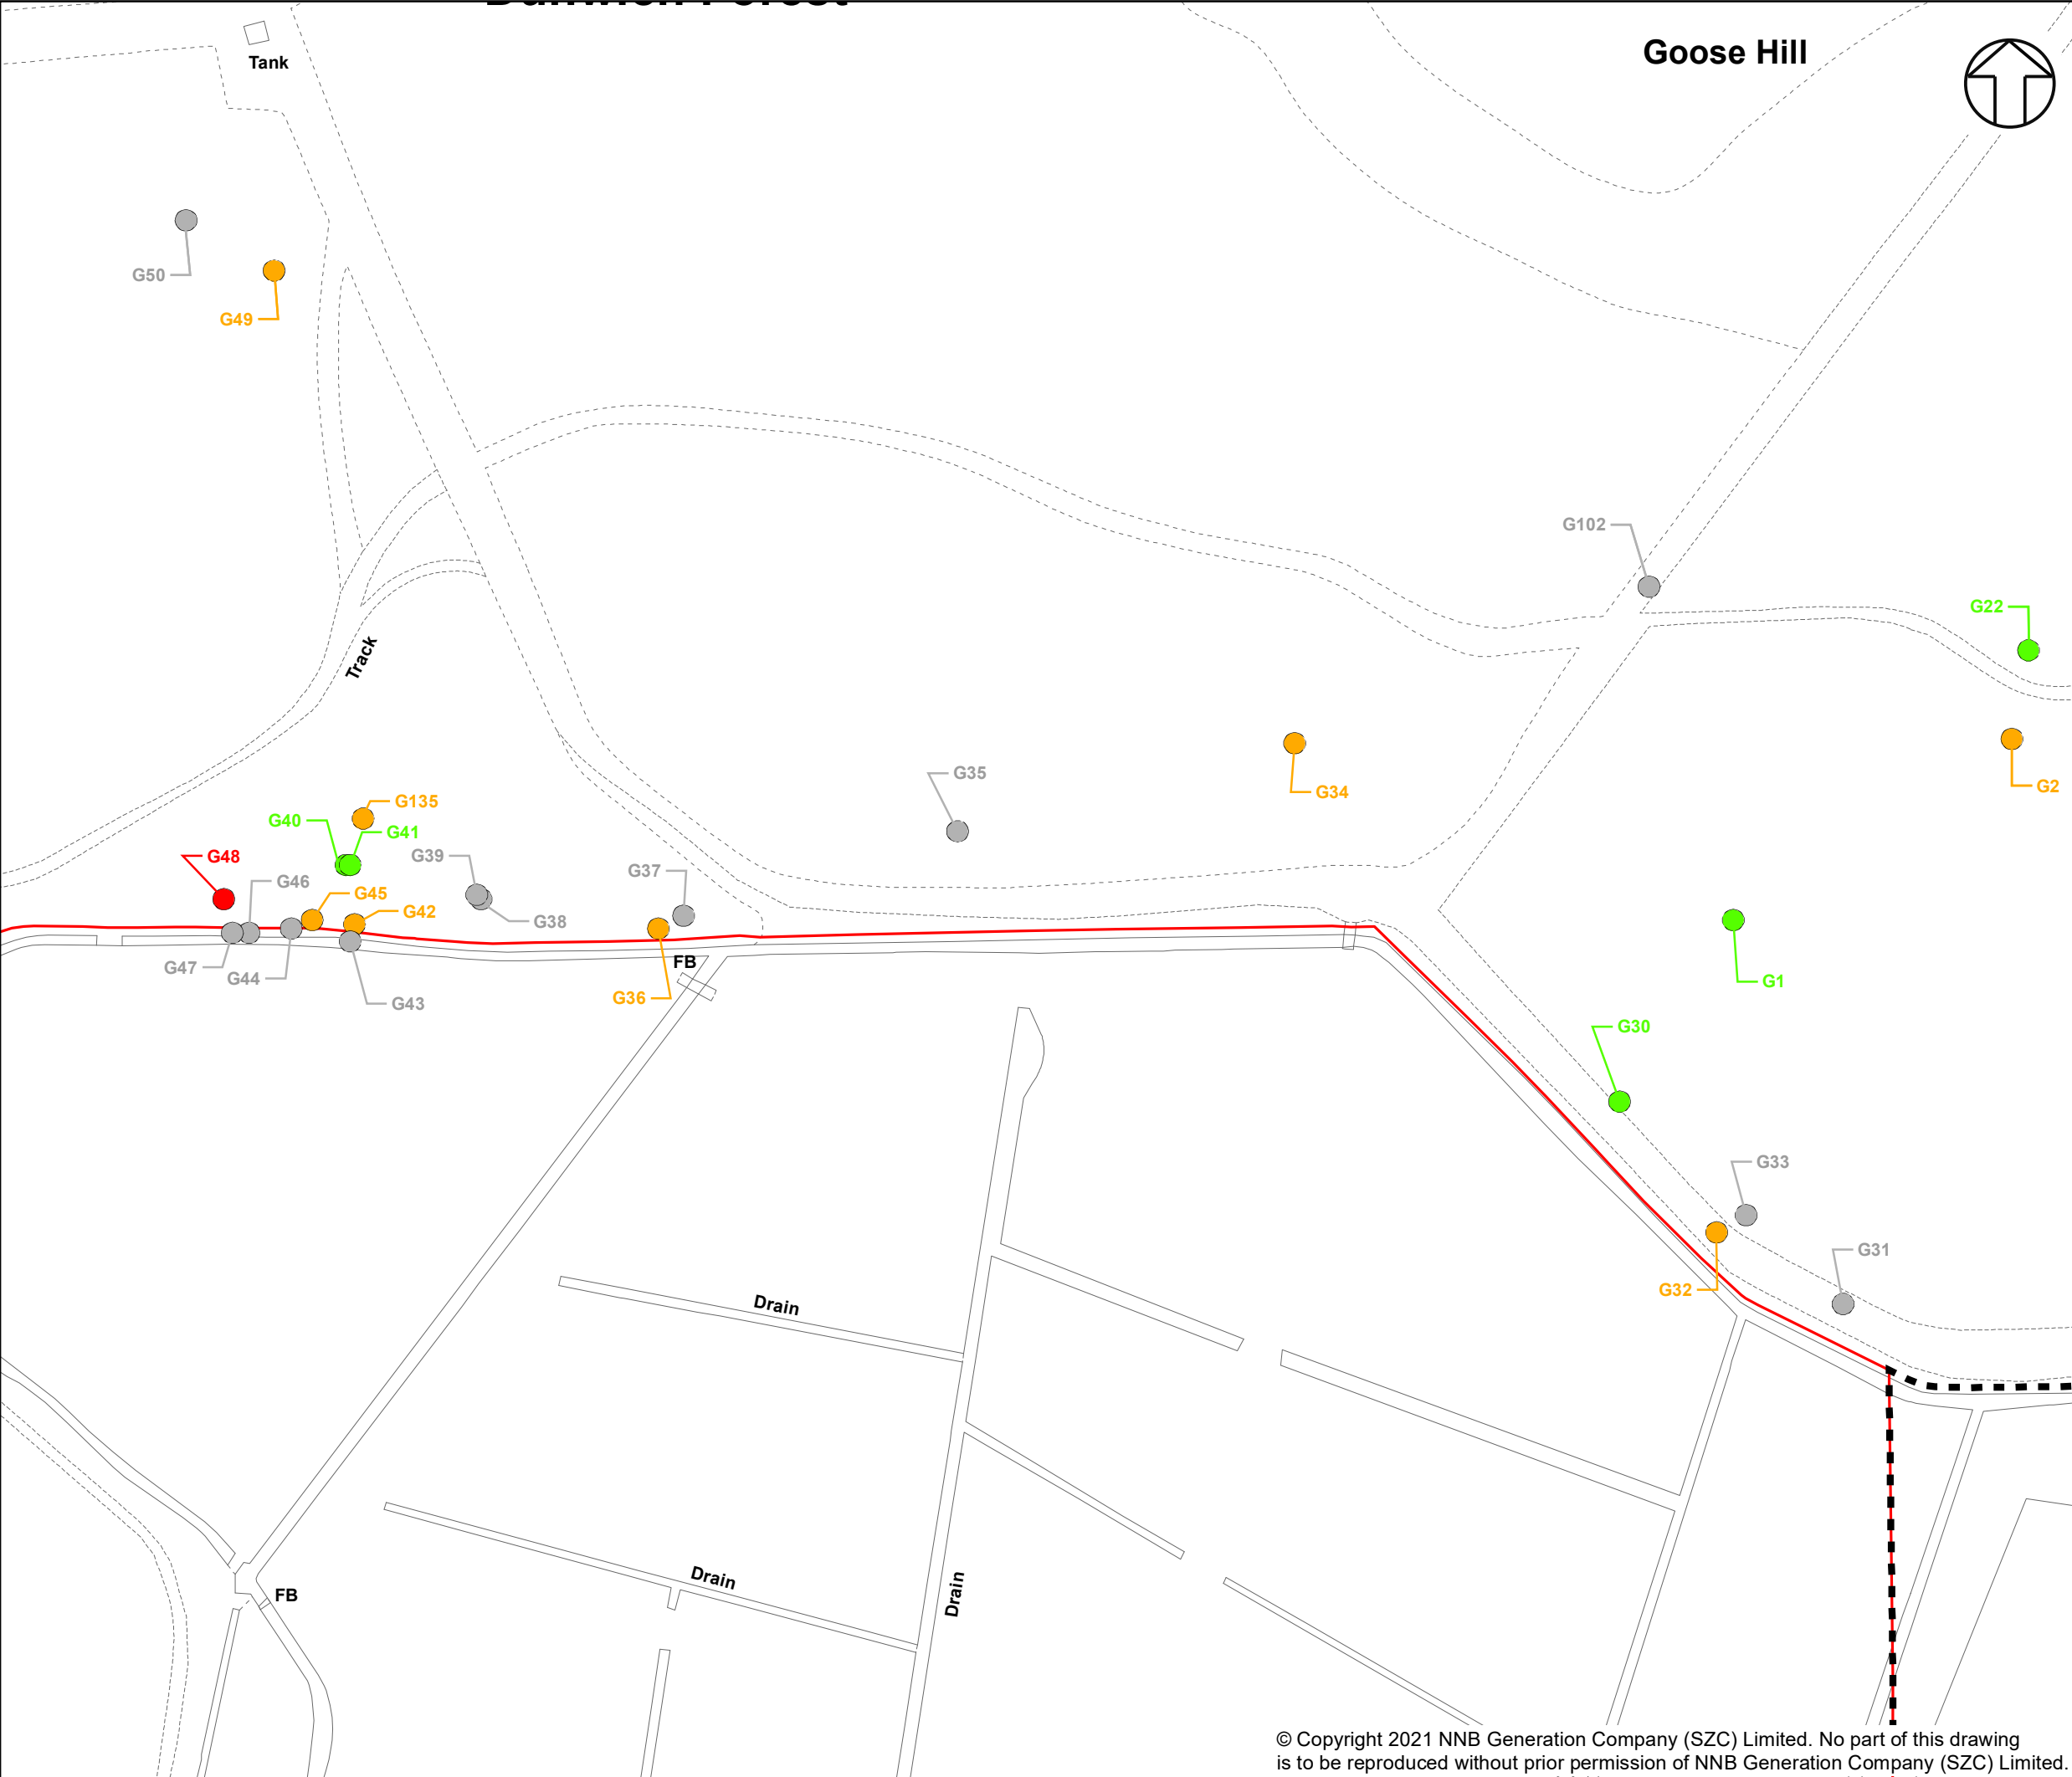 Goose Hill
Tank
G50
G49
G102
G22
Track
G35
G34
G2
G135
G40
G41
G48
G39
G46
G37
G45
G42
G38
FB
G47
G44
G36
G43
G1
G30
G33
G31
G32
Drain
Drain
Drain
FB
© Copyright 2021 NNB Generation Company (SZC) Limited. No part of this drawing
is to be reproduced without prior permission of NNB Generation Company (SZC) Limited.